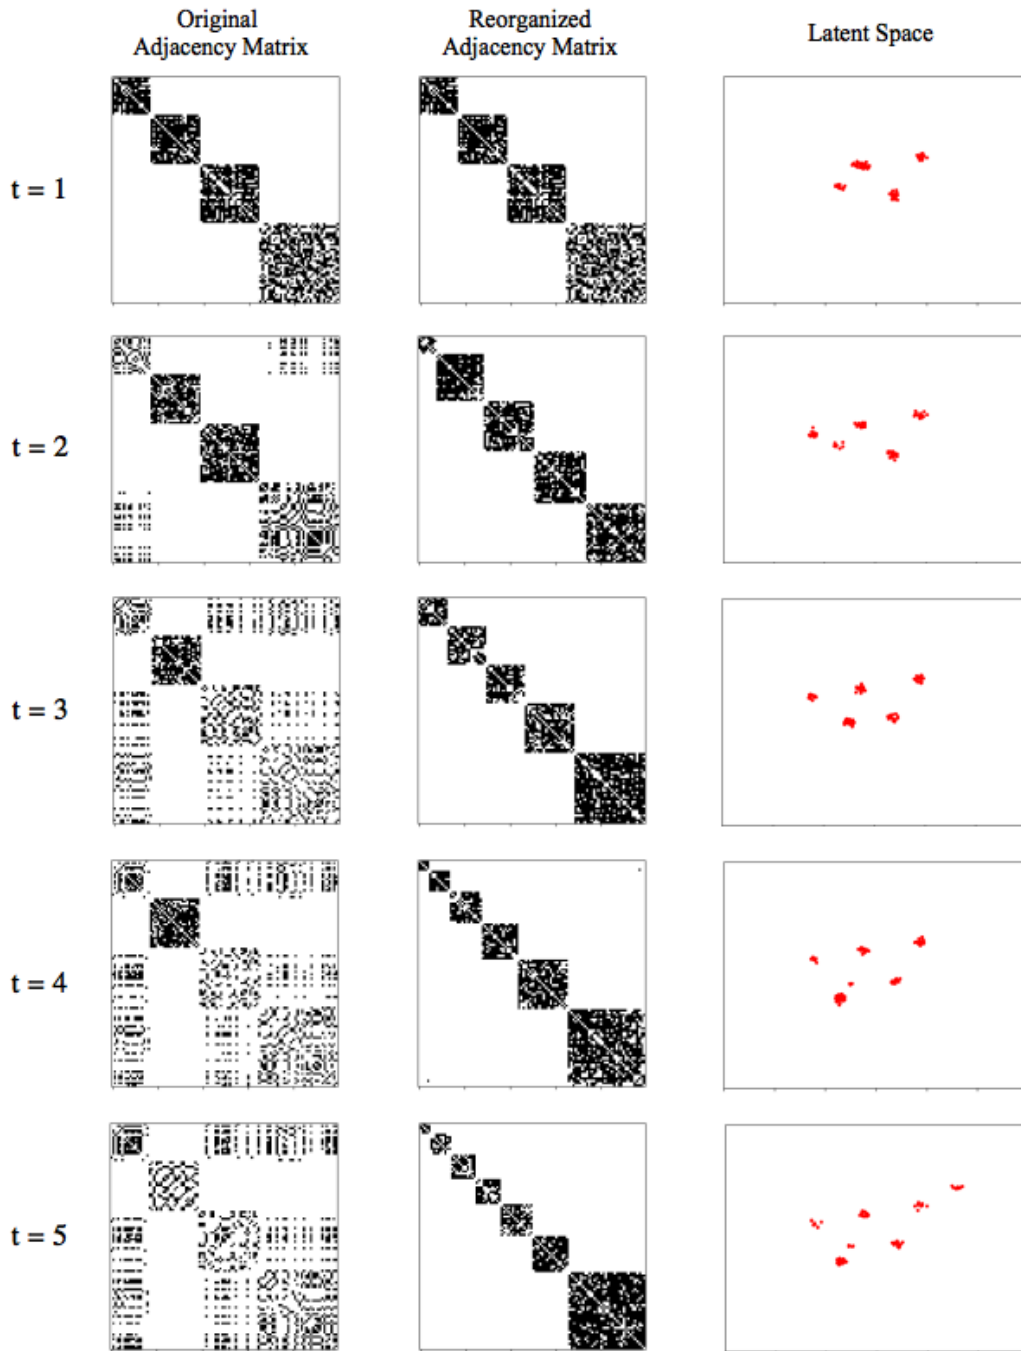 Original
Adjacency Matrix
Reorganized
Adjacency Matrix
Latent Space
t = 1
t = 2
t = 3
t = 4
t = 5